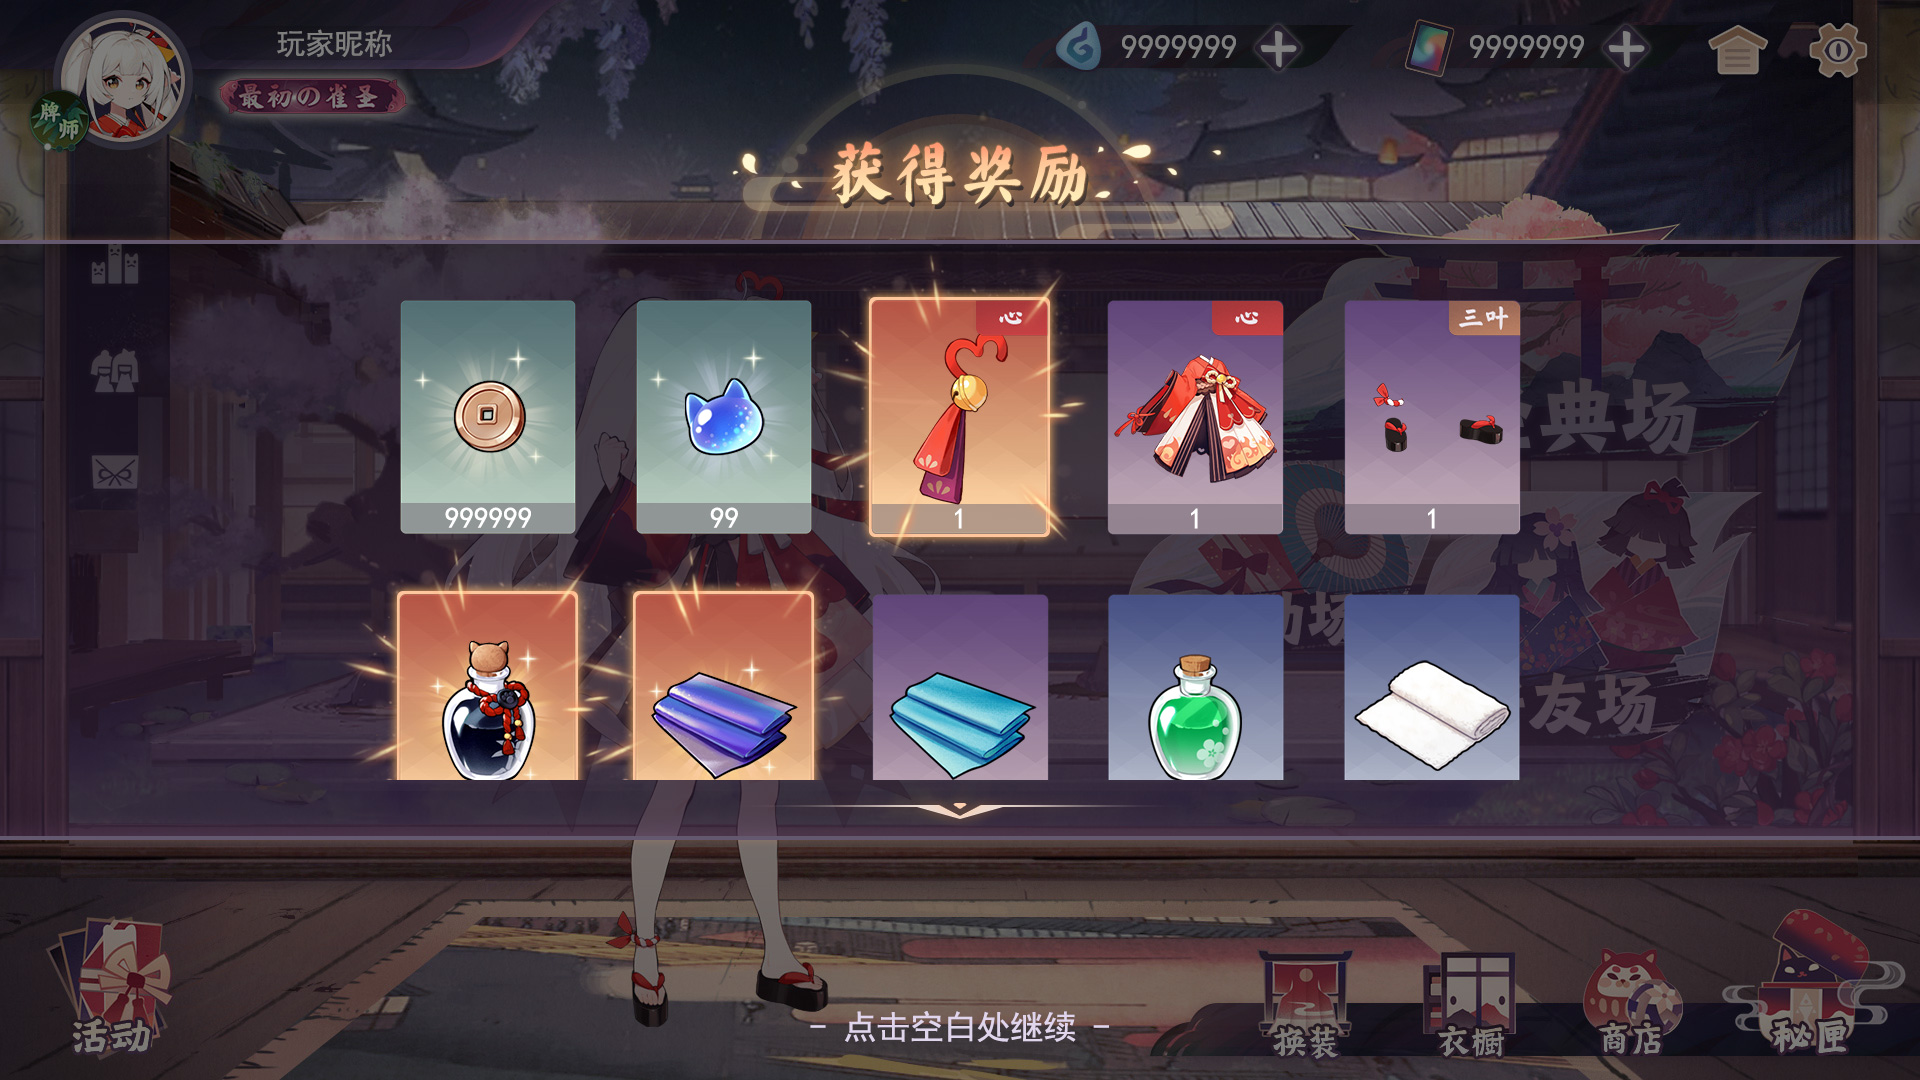 玩家昵称
9999999
9999999
最初の雀圣
牌师
获得奖励
心
心
三叶
999999
99
1
1
1
典场
友场
点击空白处继续
活动
换装
衣橱
商店
秘匣